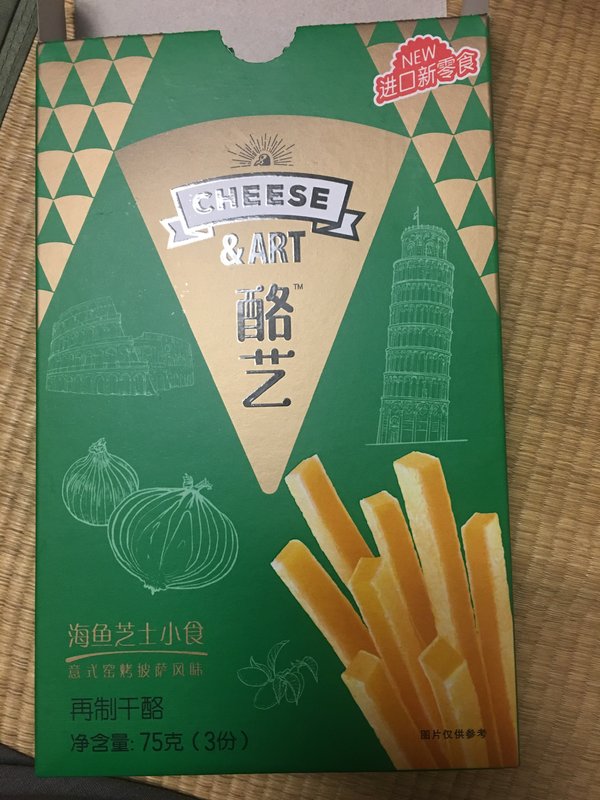 NEW
进口新零食
CHEESE
& ART
酪艺™
海鱼芝士小食
意式窑烤披萨风味
再制干酪
净含量: 75克（3份）
图片仅供参考